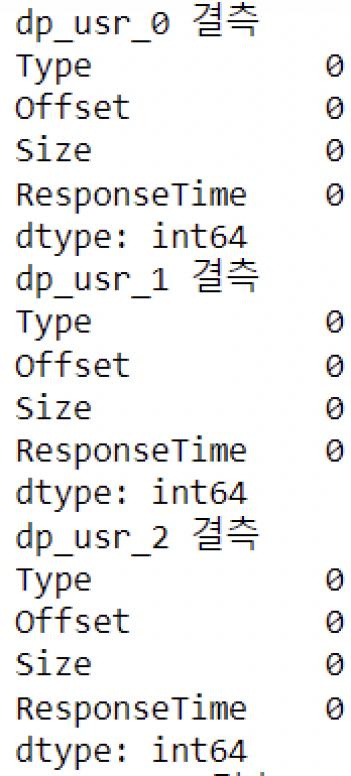 dp_usr_0 결측
Type 0
Offset 0
Size 0
ResponseTime 0
dtype: int64
dp_usr_1 결측
Type 0
Offset 0
Size 0
ResponseTime 0
dtype: int64
dp_usr_2 결측
Type 0
Offset 0
Size 0
ResponseTime 0
dtype: int64